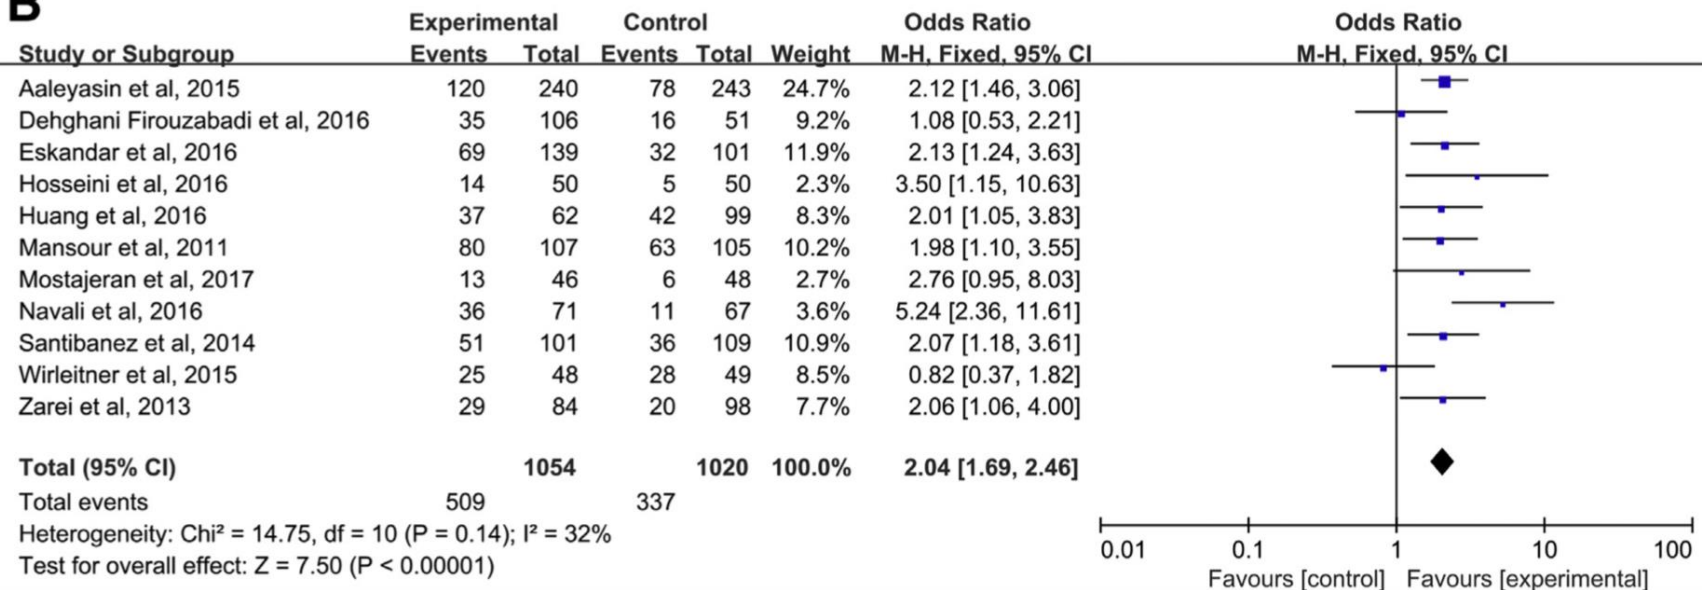 B
Experimental Control Odds Ratio Odds Ratio
Study or Subgroup Events Total Events Total Weight M-H, Fixed, 95% CI M-H, Fixed, 95% CI
Aaleyasin et al, 2015 120 240 78 243 24.7% 2.12 [1.46, 3.06]
Dehghani Firouzabadi et al, 2016 35 106 16 51 9.2% 1.08 [0.53, 2.21]
Eskandar et al, 2016 69 139 32 101 11.9% 2.13 [1.24, 3.63]
Hosseini et al, 2016 14 50 5 50 2.3% 3.50 [1.15, 10.63]
Huang et al, 2016 37 62 42 99 8.3% 2.01 [1.05, 3.83]
Mansour et al, 2011 80 107 63 105 10.2% 1.98 [1.10, 3.55]
Mostajeran et al, 2017 13 46 6 48 2.7% 2.76 [0.95, 8.03]
Navali et al, 2016 36 71 11 67 3.6% 5.24 [2.36, 11.61]
Santibanez et al, 2014 51 101 36 109 10.9% 2.07 [1.18, 3.61]
Wirleitner et al, 2015 25 48 28 49 8.5% 0.82 [0.37, 1.82]
Zarei et al, 2013 29 84 20 98 7.7% 2.06 [1.06, 4.00]
Total (95% CI) 1054 1020 100.0% 2.04 [1.69, 2.46]
Total events 509 337
Heterogeneity: Chi² = 14.75, df = 10 (P = 0.14); I² = 32%
Test for overall effect: Z = 7.50 (P < 0.00001)
0.01 0.1 1 10 100
Favours [control] Favours [experimental]